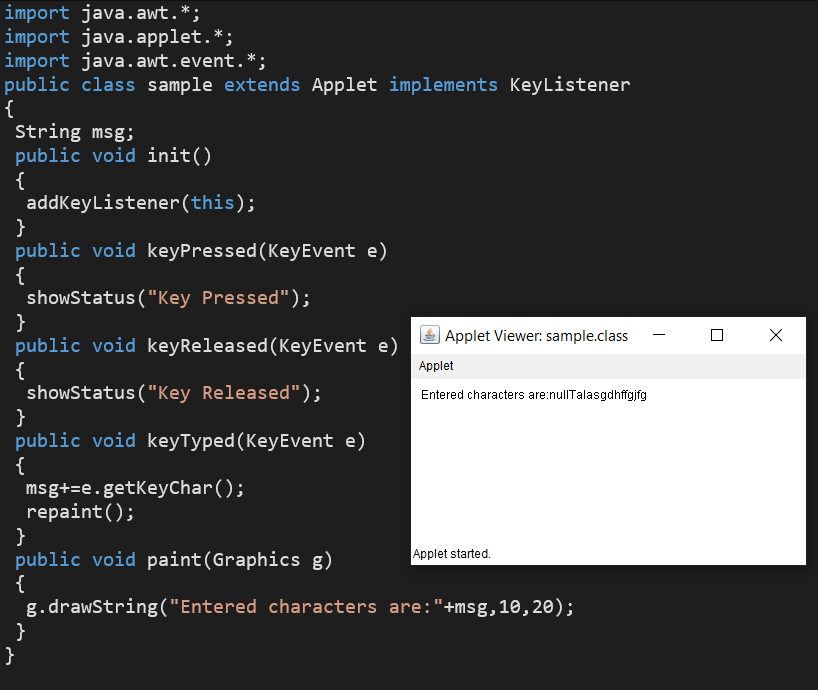 import java.awt.*;
import java.applet.*;
import java.awt.event.*;
public class sample extends Applet implements KeyListener
{
 String msg;
 public void init()
 {
  addKeyListener(this);
 }
 public void keyPressed(KeyEvent e)
 {
  showStatus("Key Pressed");
 }
 public void keyReleased(KeyEvent e)
 {
  showStatus("Key Released");
 }
 public void keyTyped(KeyEvent e)
 {
  msg+=e.getKeyChar();
  repaint();
 }
 public void paint(Graphics g)
 {
  g.drawString("Entered characters are:"+msg,10,20);
 }
}
Applet Viewer: sample.class
Applet
Entered characters are:nullTalasgdhffgjfg
Applet started.